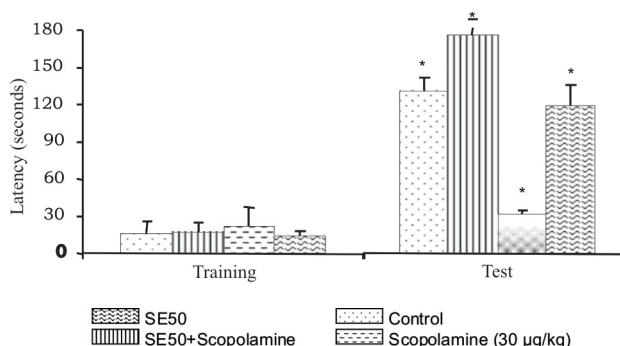 180
150
120
90
60
30
0
Latency (seconds)
*
*
*
*
Training
Test
SE50
Control
SE50+Scopolamine
Scopolamine (30 µg/kg)